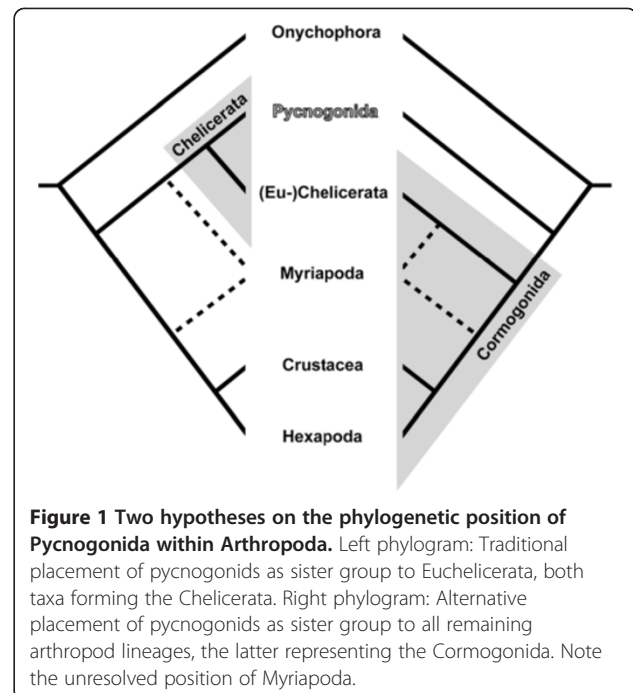 Onychophora
Chelicerata
Pycnogonida
(Eu-)Chelicerata
Myriapoda
Cormogonida
Crustacea
Hexapoda
Figure 1 Two hypotheses on the phylogenetic position of
Pycnogonida within Arthropoda. Left phylogram: Traditional
placement of pycnogonids as sister group to Euchelicerata, both
taxa forming the Chelicerata. Right phylogram: Alternative
placement of pycnogonids as sister group to all remaining
arthropod lineages, the latter representing the Cormogonida. Note
the unresolved position of Myriapoda.